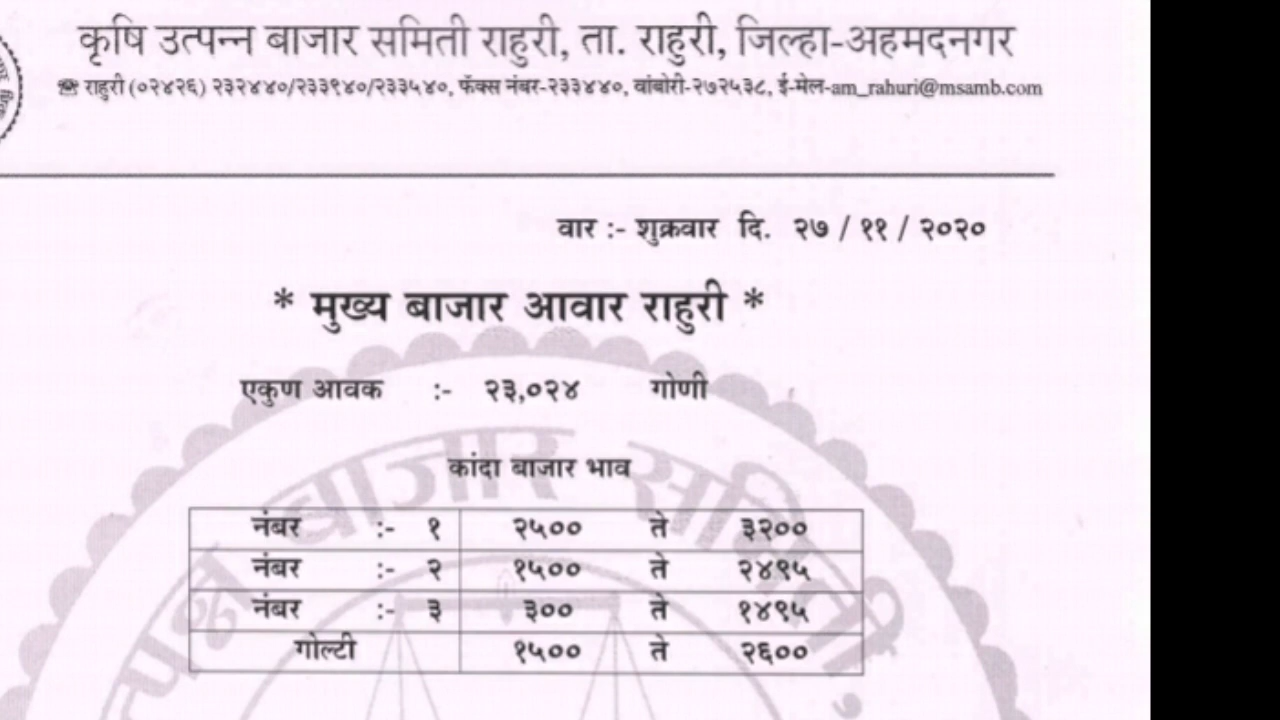 कृषि उत्पन्न बाजार समिती राहुरी, ता. राहुरी, जिल्हा-अहमदनगर
☎ राहुरी (०२४२६) २३२४४०/२३३९४०/२३३५४०, फॅक्स नंबर-२३३४४०, वांबोरी-२७२५३८, ई-मेल-am_rahuri@msamb.com
वार :- शुक्रवार दि. २७ / ११ / २०२०
* मुख्य बाजार आवार राहुरी *
एकुण आवक :- २३,०२४ गोणी
बाजार समिती
कांदा बाजार भाव
नंबर :- १ २५०० ते ३२००
नंबर :- २ १५०० ते २४९५
नंबर :- ३ ३०० ते १४९५
गोल्टी १५०० ते २६००